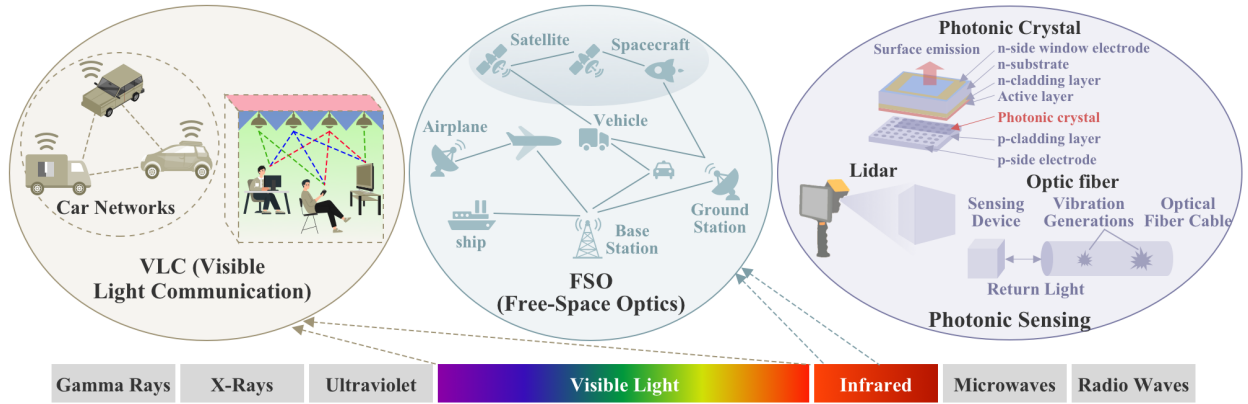 Car Networks
VLC (Visible
Light Communication)
Satellite
Spacecraft
Airplane
Vehicle
ship
Base
Station
Ground
Station
FSO
(Free-Space Optics)
Photonic Crystal
Surface emission
n-side window electrode
n-substrate
n-cladding layer
Active layer
Photonic crystal
p-cladding layer
p-side electrode
Lidar
Optic fiber
Sensing
Device
Vibration
Generations
Optical
Fiber Cable
Return Light
Photonic Sensing
Gamma Rays
X-Rays
Ultraviolet
Visible Light
Infrared
Microwaves
Radio Waves